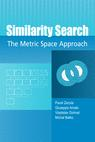 Similarity Search
The Metric Space Approach
Pavel Zezula
Giuseppe Amato
Vlastislav Dohnal
Michal Batko